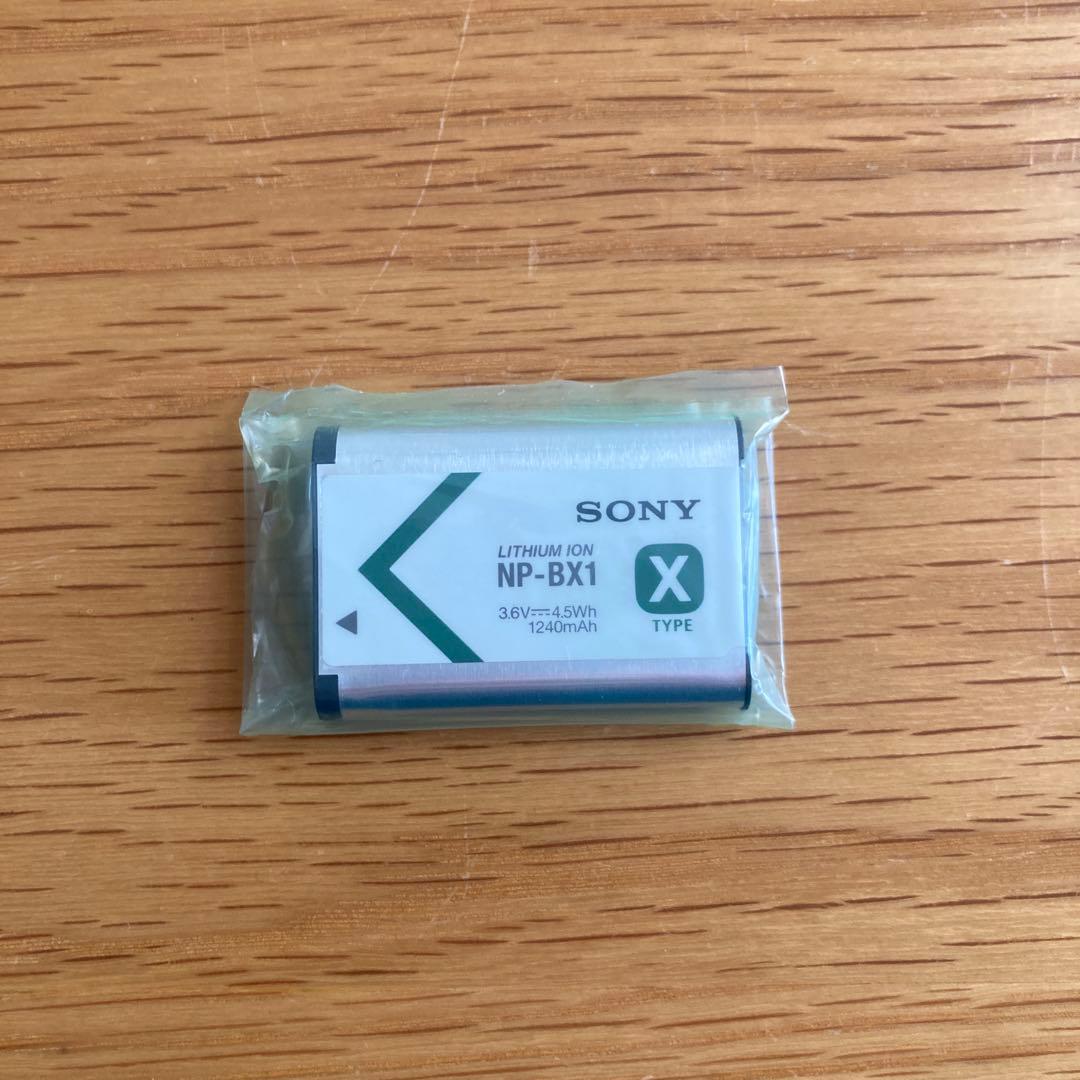 SONY
LITHIUM ION
NP-BX1
3.6V⎓4.5Wh
1240mAh
X
TYPE